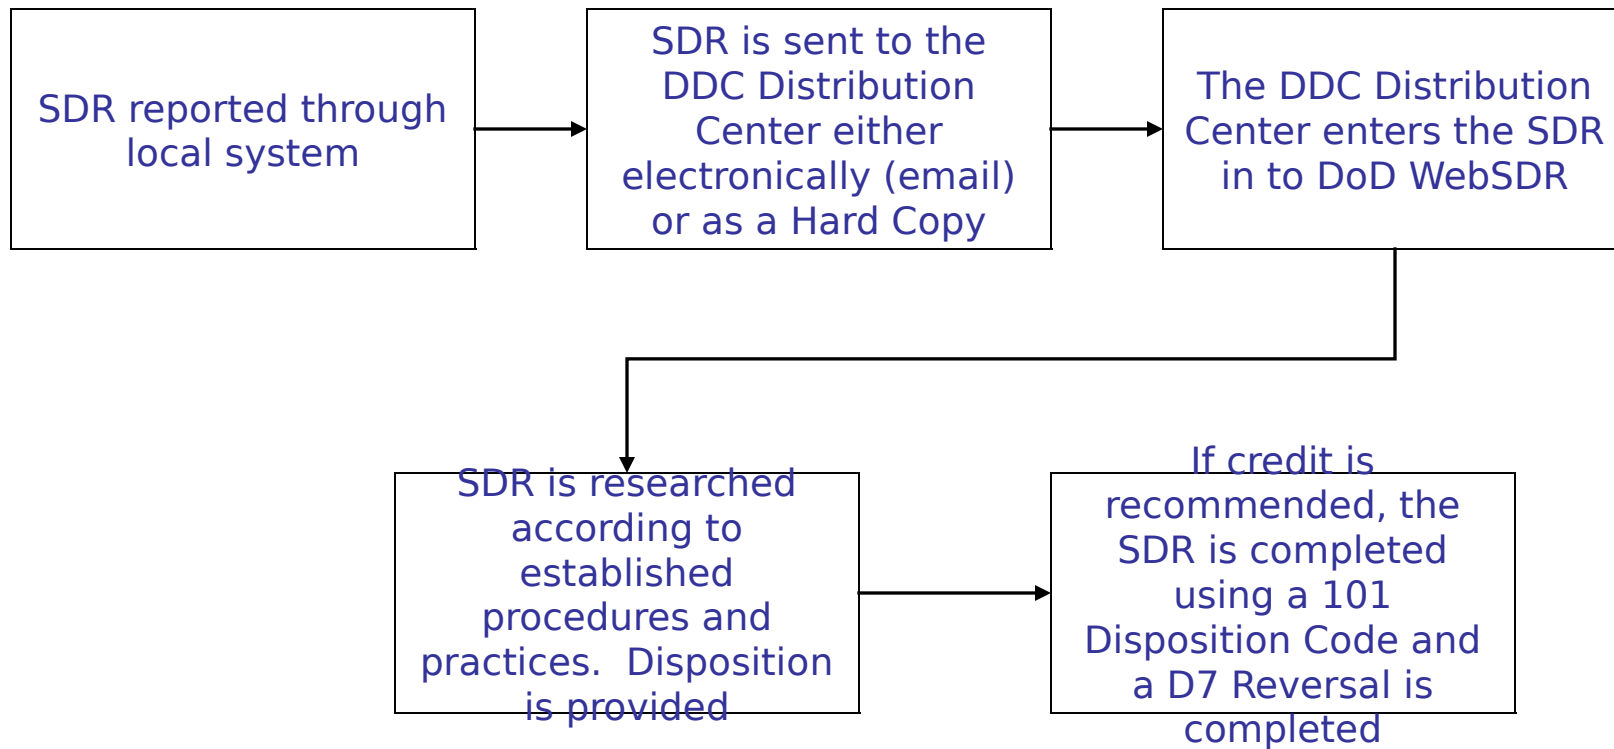 SDR reported through
local system
SDR is sent to the
DDC Distribution
Center either
electronically (email)
or as a Hard Copy
The DDC Distribution
Center enters the SDR
in to DoD WebSDR
SDR is researched
according to
established
procedures and
practices.  Disposition
is provided
If credit is
recommended, the
SDR is completed
using a 101
Disposition Code and
a D7 Reversal is
completed